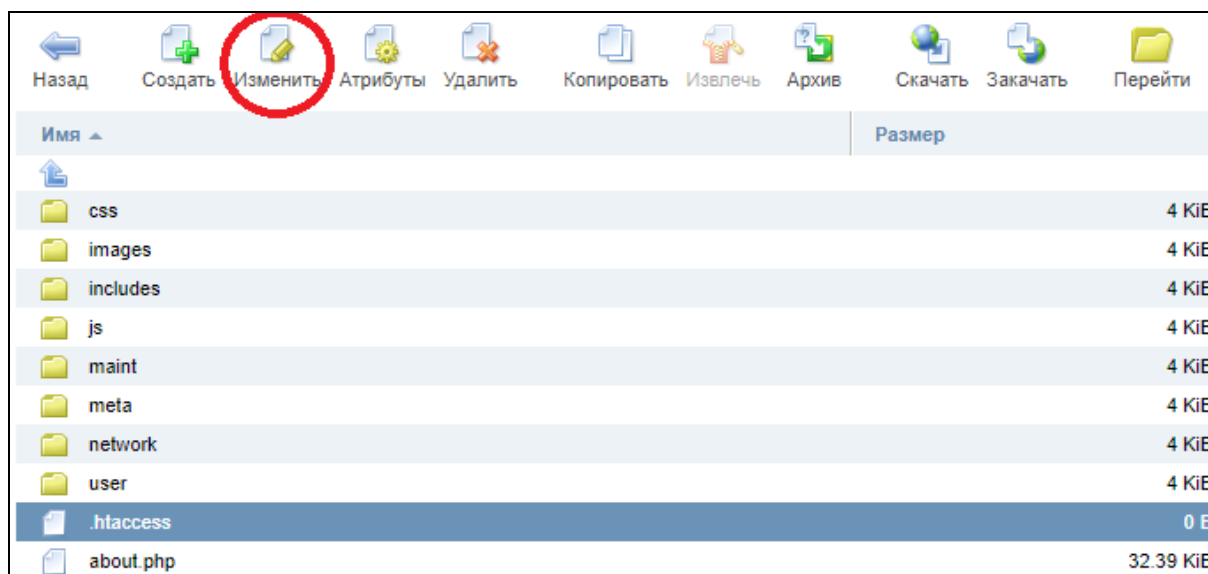 Назад Создать Изменить Атрибуты Удалить Копировать Извлечь Архив Скачать Закачать Перейти
Имя Размер
css 4 KiB
images 4 KiB
includes 4 KiB
js 4 KiB
maint 4 KiB
meta 4 KiB
network 4 KiB
user 4 KiB
.htaccess 0 B
about.php 32.39 KiB